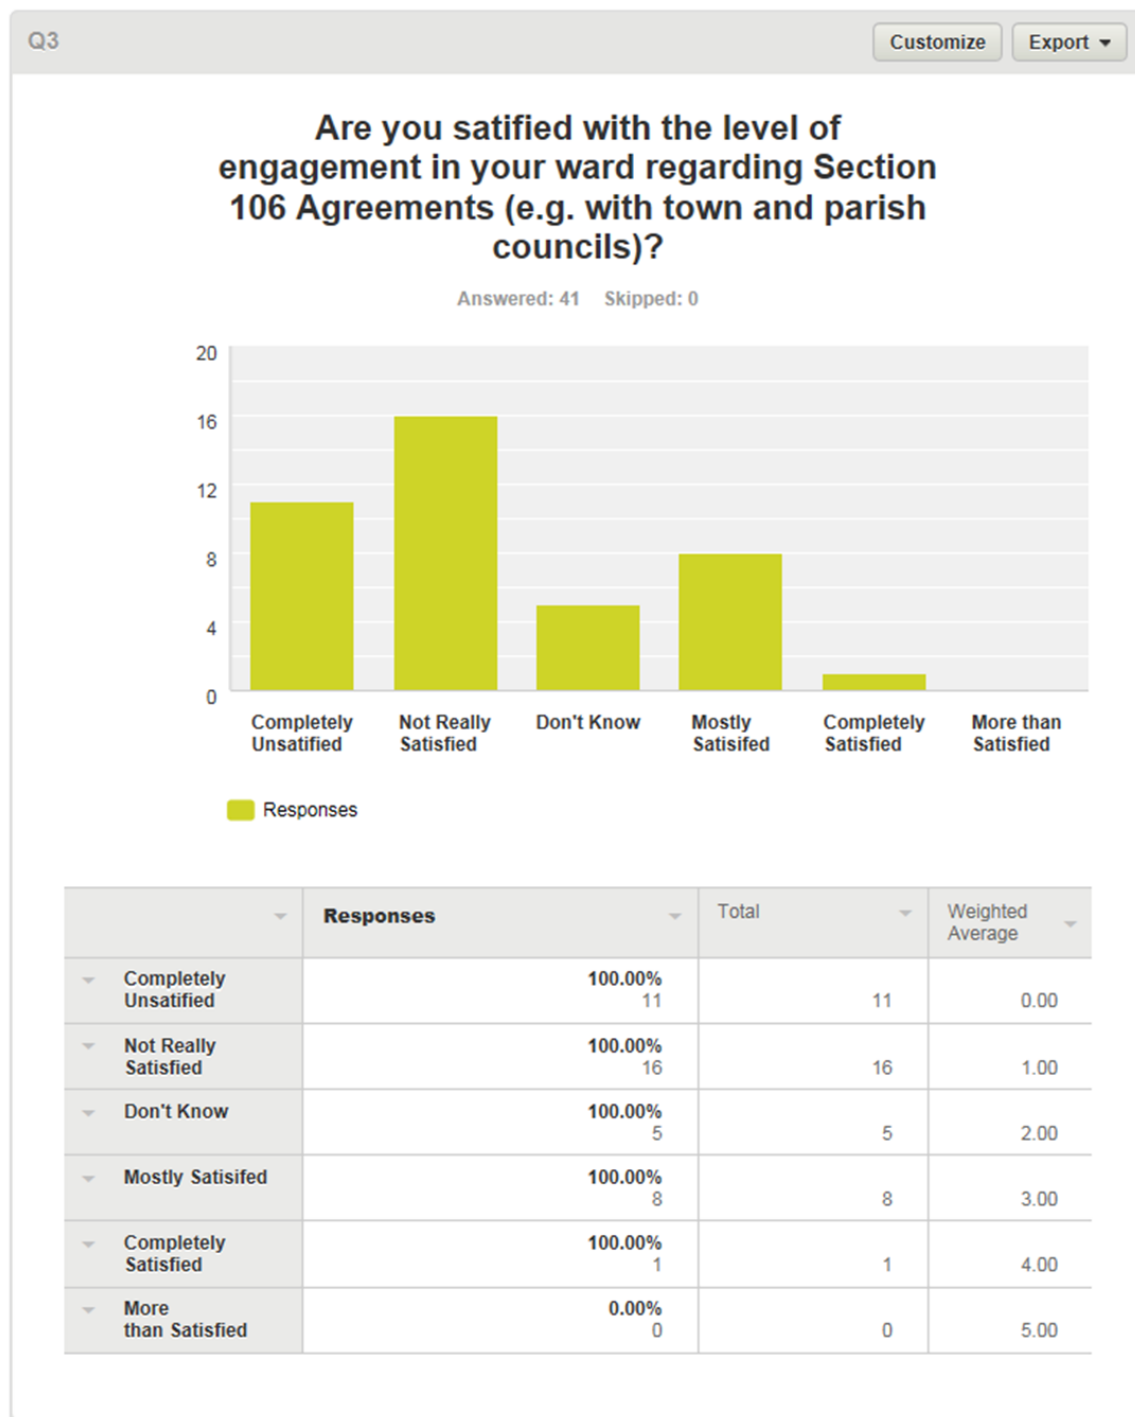 Q3
Customize
Export
Are you satified with the level of
engagement in your ward regarding Section
106 Agreements (e.g. with town and parish
councils)?
Answered: 41 Skipped: 0
20
16
12
8
4
0
Completely
Unsatified
Not Really
Satisfied
Don't Know
Mostly
Satisifed
Completely
Satisfied
More than
Satisfied
Responses
Responses
Total
Weighted
Average
Completely
Unsatified
100.00%
11
11
0.00
Not Really
Satisfied
100.00%
16
16
1.00
Don't Know
100.00%
5
5
2.00
Mostly Satisifed
100.00%
8
8
3.00
Completely
Satisfied
100.00%
1
1
4.00
More
than Satisfied
0.00%
0
0
5.00